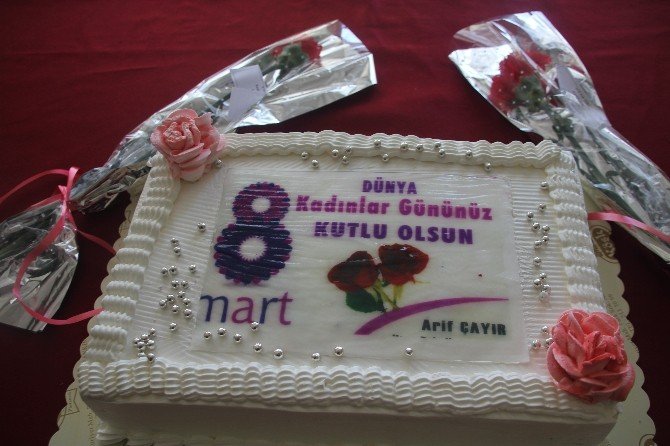 8
mart
DÜNYA
Kadınlar Gününüz
KUTLU OLSUN
Arif ÇAYIR